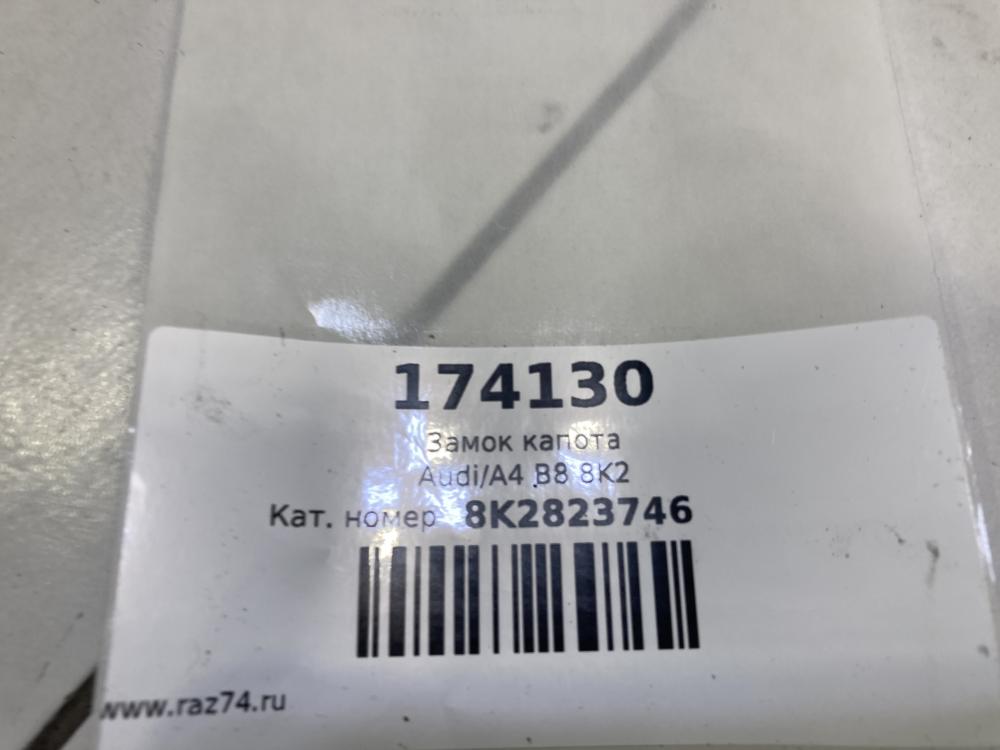 174130
Замок капота
Audi/A4 B8 8K2
Кат. номер 8K2823746
www.raz74.ru